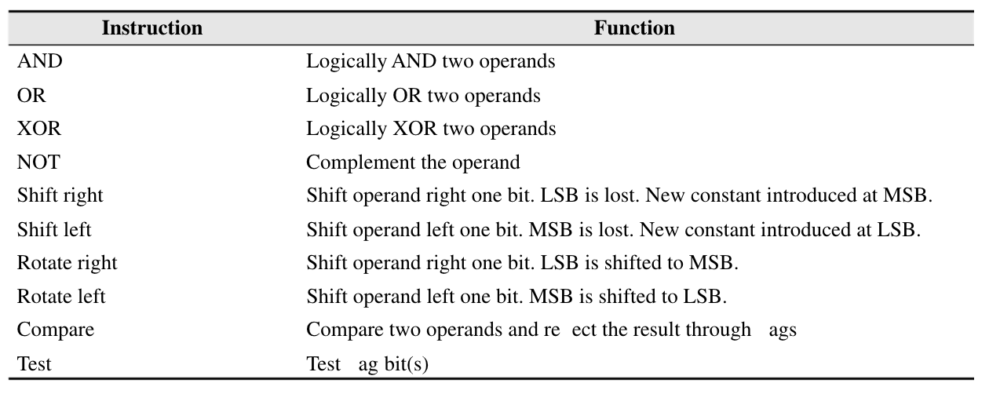 Instruction Function
AND Logically AND two operands
OR Logically OR two operands
XOR Logically XOR two operands
NOT Complement the operand
Shift right Shift operand right one bit. LSB is lost. New constant introduced at MSB.
Shift left Shift operand left one bit. MSB is lost. New constant introduced at LSB.
Rotate right Shift operand right one bit. LSB is shifted to MSB.
Rotate left Shift operand left one bit. MSB is shifted to LSB.
Compare Compare two operands and re ect the result through ags
Test Test ag bit(s)